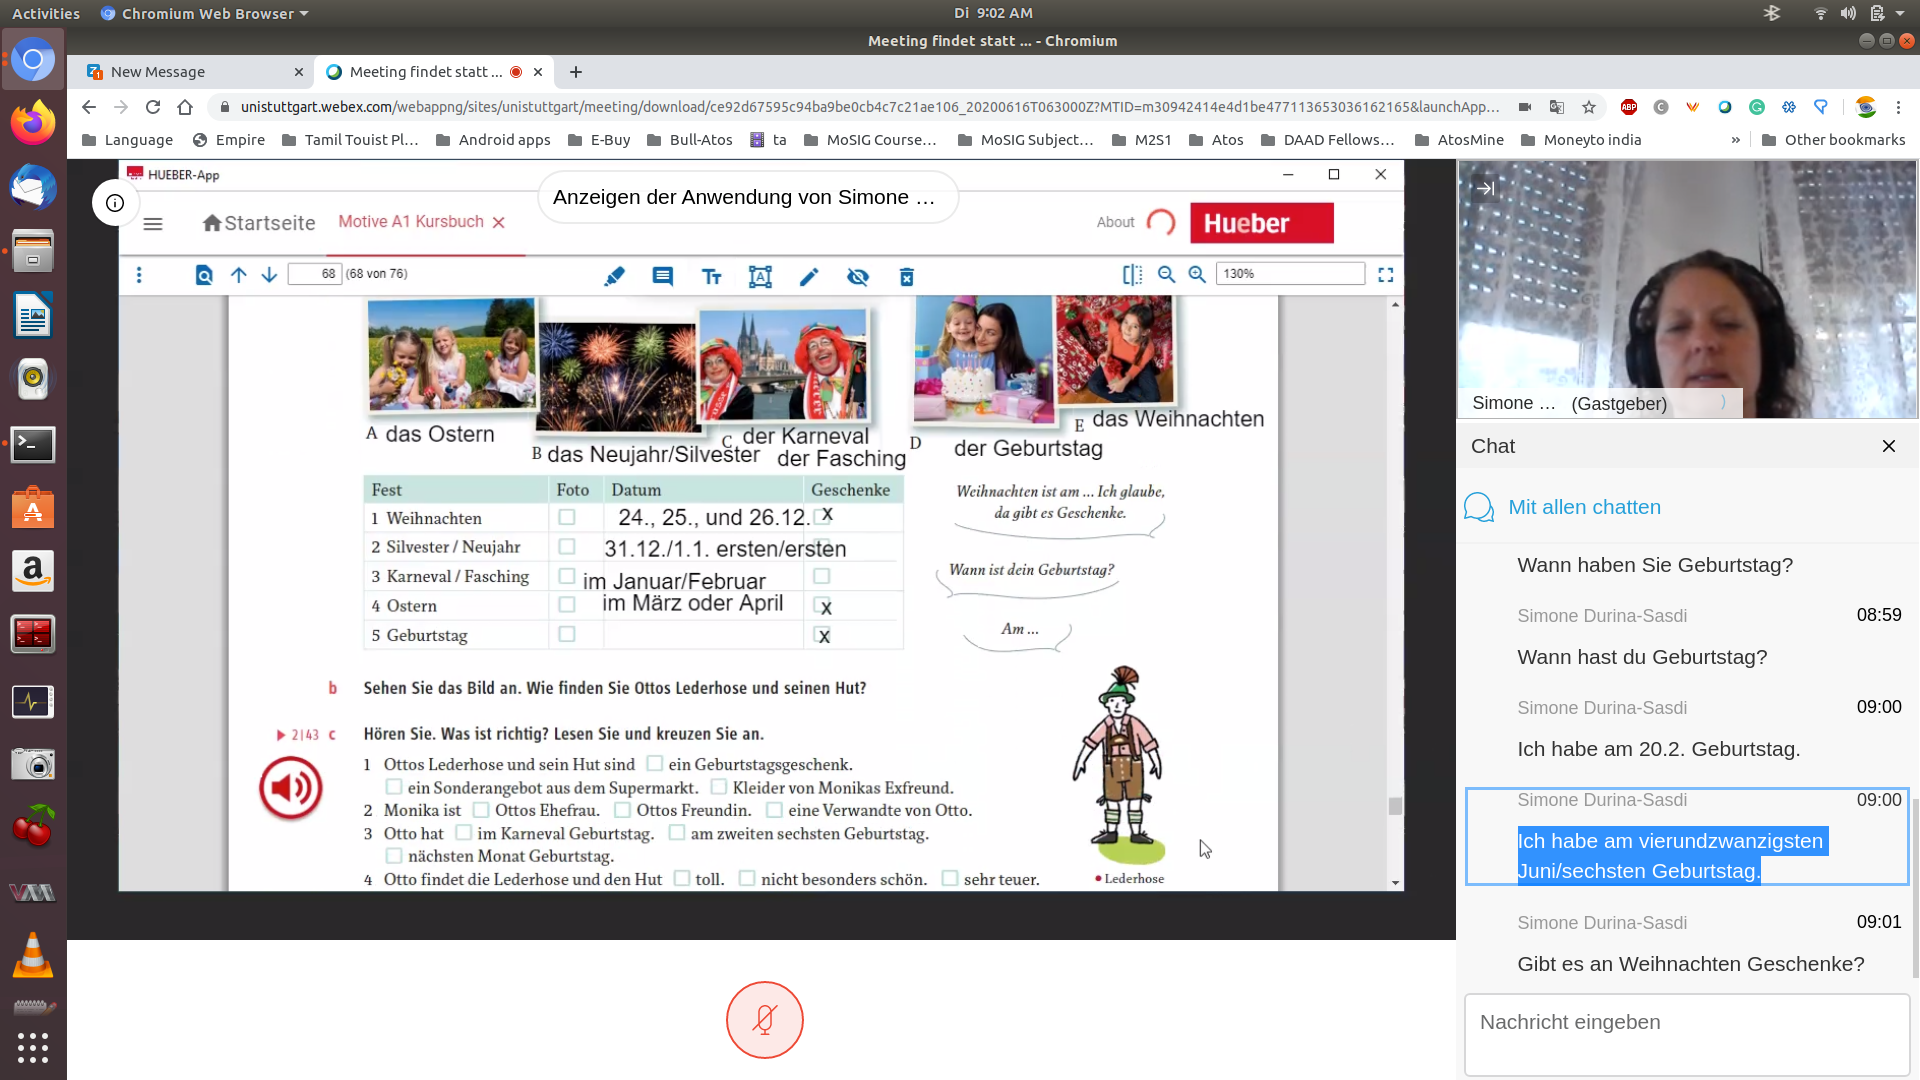 Activities
Chromium Web Browser
Di 9:02 AM
Meeting findet statt ... - Chromium
New Message
Meeting findet statt ...
unistuttgart.webex.com/webappng/sites/unistuttgart/meeting/download/ce92d67595c94ba9be0cb4c7c21ae106_20200616T063000Z?MTID=m30942414e4d1be477113653036162165&launchApp...
ABP
Language
Empire
Tamil Touist Pl...
Android apps
E-Buy
Bull-Atos
ta
MoSIG Course...
MoSIG Subject...
M2S1
Atos
DAAD Fellows...
AtosMine
Moneyto india
»
Other bookmarks
HUEBER-App
Anzeigen der Anwendung von Simone ...
Startseite
Motive A1 Kursbuch
About
Hueber
68 (68 von 76)
130%
A das Ostern
B das Neujahr/Silvester
C der Karneval
der Fasching
D der Geburtstag
E das Weihnachten
Fest Foto Datum Geschenke
1 Weihnachten 24., 25., und 26.12. x
2 Silvester / Neujahr 31.12./1.1. ersten/ersten
3 Karneval / Fasching im Januar/Februar
4 Ostern im März oder April x
5 Geburtstag x
Weihnachten ist am ... Ich glaube,
da gibt es Geschenke.
Wann ist dein Geburtstag?
Am ...
b Sehen Sie das Bild an. Wie finden Sie Ottos Lederhose und seinen Hut?
2|43 c Hören Sie. Was ist richtig? Lesen Sie und kreuzen Sie an.
1 Ottos Lederhose und sein Hut sind ein Geburtstagsgeschenk.
ein Sonderangebot aus dem Supermarkt. Kleider von Monikas Exfreund.
2 Monika ist Ottos Ehefrau. Ottos Freundin. eine Verwandte von Otto.
3 Otto hat im Karneval Geburtstag. am zweiten sechsten Geburtstag.
nächsten Monat Geburtstag.
4 Otto findet die Lederhose und den Hut toll. nicht besonders schön. sehr teuer.
Lederhose
Simone ... (Gastgeber)
Chat
Mit allen chatten
Wann haben Sie Geburtstag?
Simone Durina-Sasdi 08:59
Wann hast du Geburtstag?
Simone Durina-Sasdi 09:00
Ich habe am 20.2. Geburtstag.
Simone Durina-Sasdi 09:00
Ich habe am vierundzwanzigsten
Juni/sechsten Geburtstag.
Simone Durina-Sasdi 09:01
Gibt es an Weihnachten Geschenke?
Nachricht eingeben